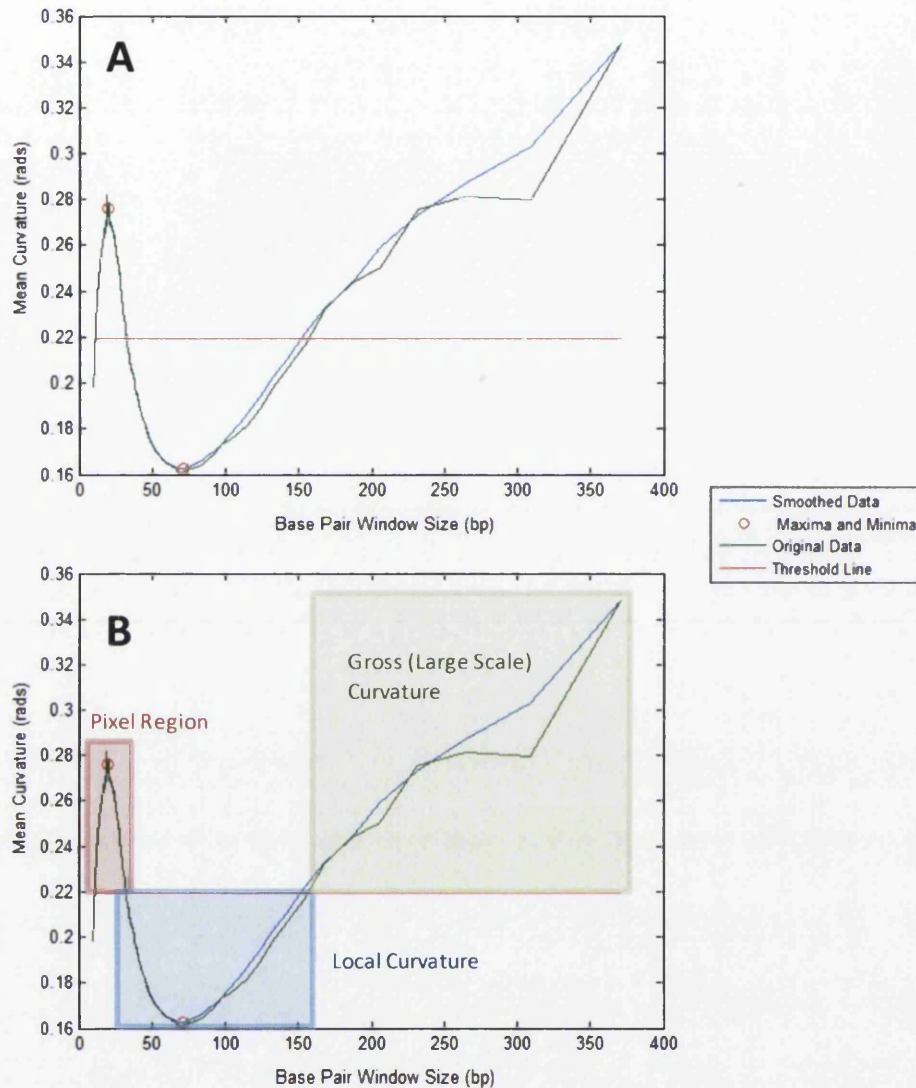 A
0.36
0.34
0.32
0.3
0.28
0.26
0.24
0.22
0.2
0.18
0.16
Mean Curvature (rads)
0 50 100 150 200 250 300 350 400
Base Pair Window Size (bp)
Smoothed Data
Maxima and Minima
Original Data
Threshold Line
B
0.36
0.34
0.32
0.3
0.28
0.26
0.24
0.22
0.2
0.18
0.16
Mean Curvature (rads)
Gross (Large Scale)
Curvature
Pixel Region
Local Curvature
0 50 100 150 200 250 300 350 400
Base Pair Window Size (bp)